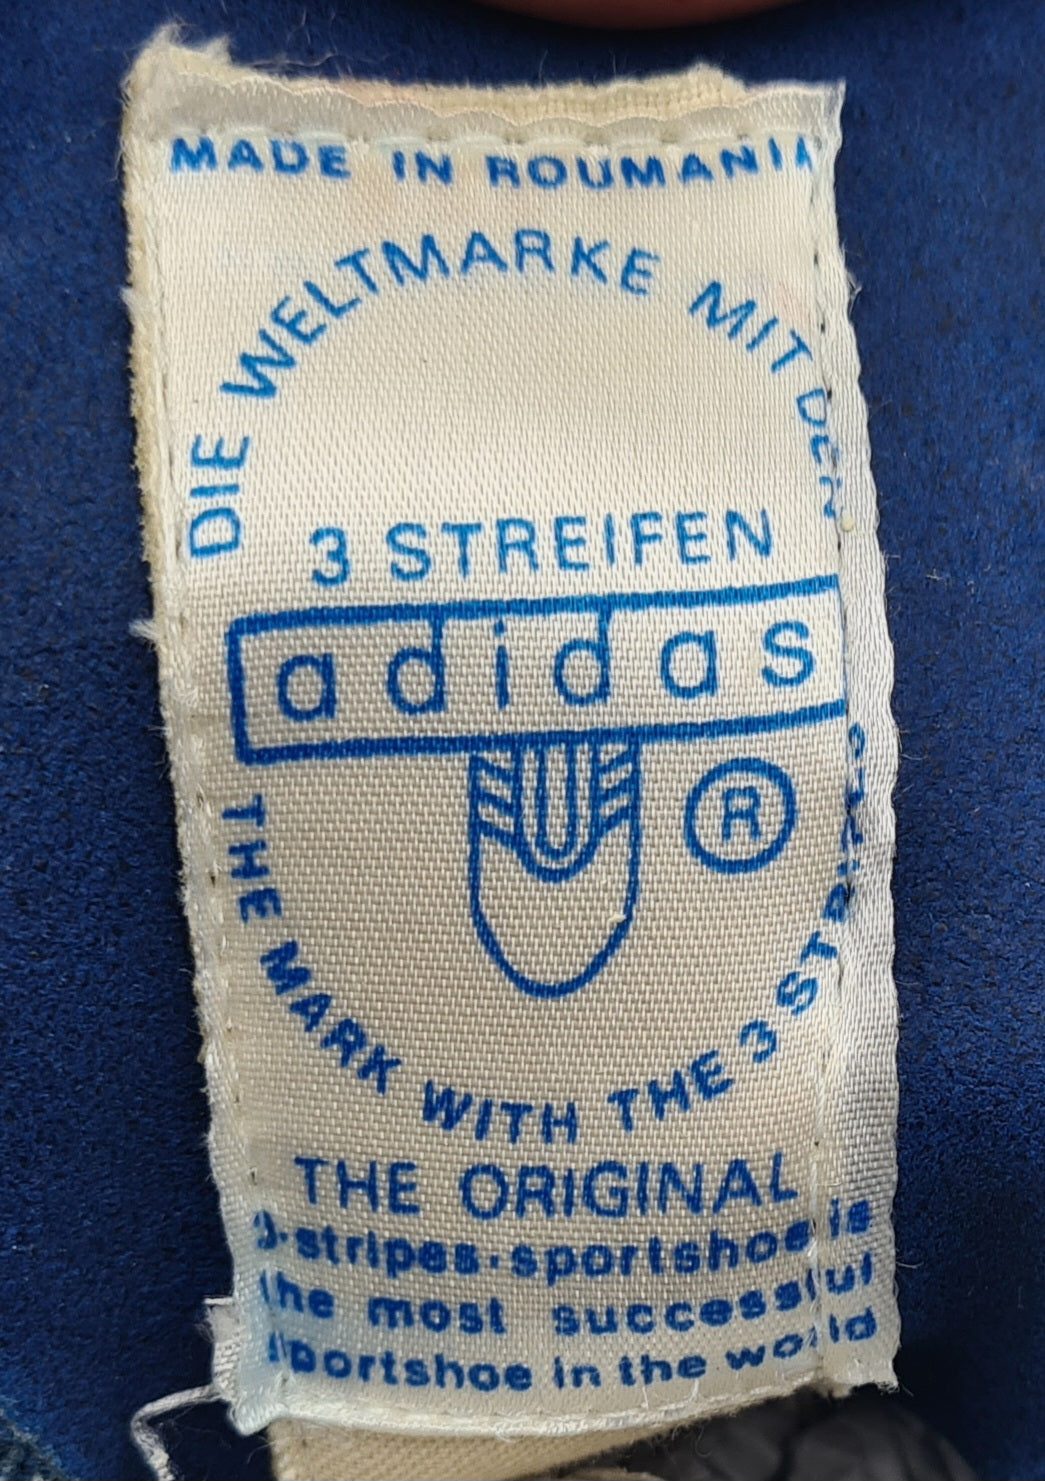 MADE IN ROUMANIA
DIE WELTMARKE MIT DEN
3 STREIFEN
adidas
®
THE MARK WITH THE 3 STRIPES
THE ORIGINAL
3-stripes-sportshoe is
the most successful
sportshoe in the world